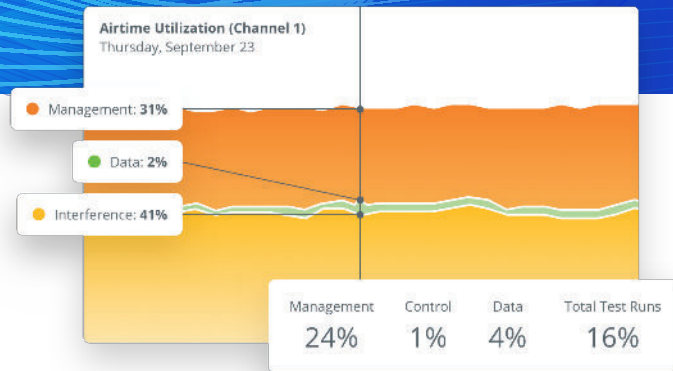 Airtime Utilization (Channel 1)
Thursday, September 23
Management: 31%
Data: 2%
Interference: 41%
Management Control Data Total Test Runs
24% 1% 4% 16%